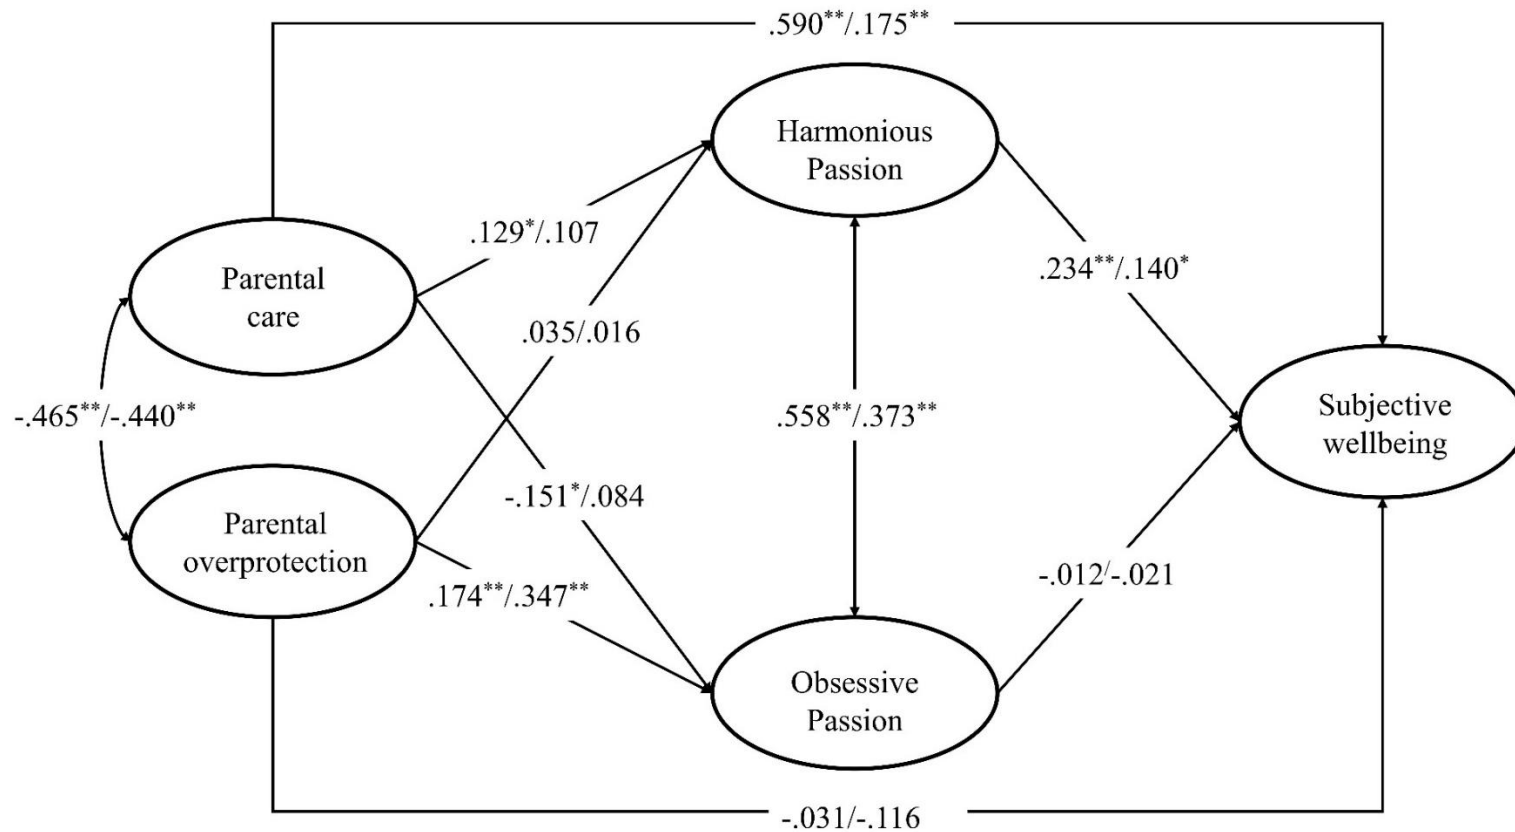 .590**/.175**
Harmonious
Passion
.129*/.107
.234**/.140*
Parental
care
.035/.016
-.465**/-.440**
.558**/.373**
Subjective
wellbeing
-.151*/.084
Parental
overprotection
.174**/.347**
-.012/-.021
Obsessive
Passion
-.031/-.116